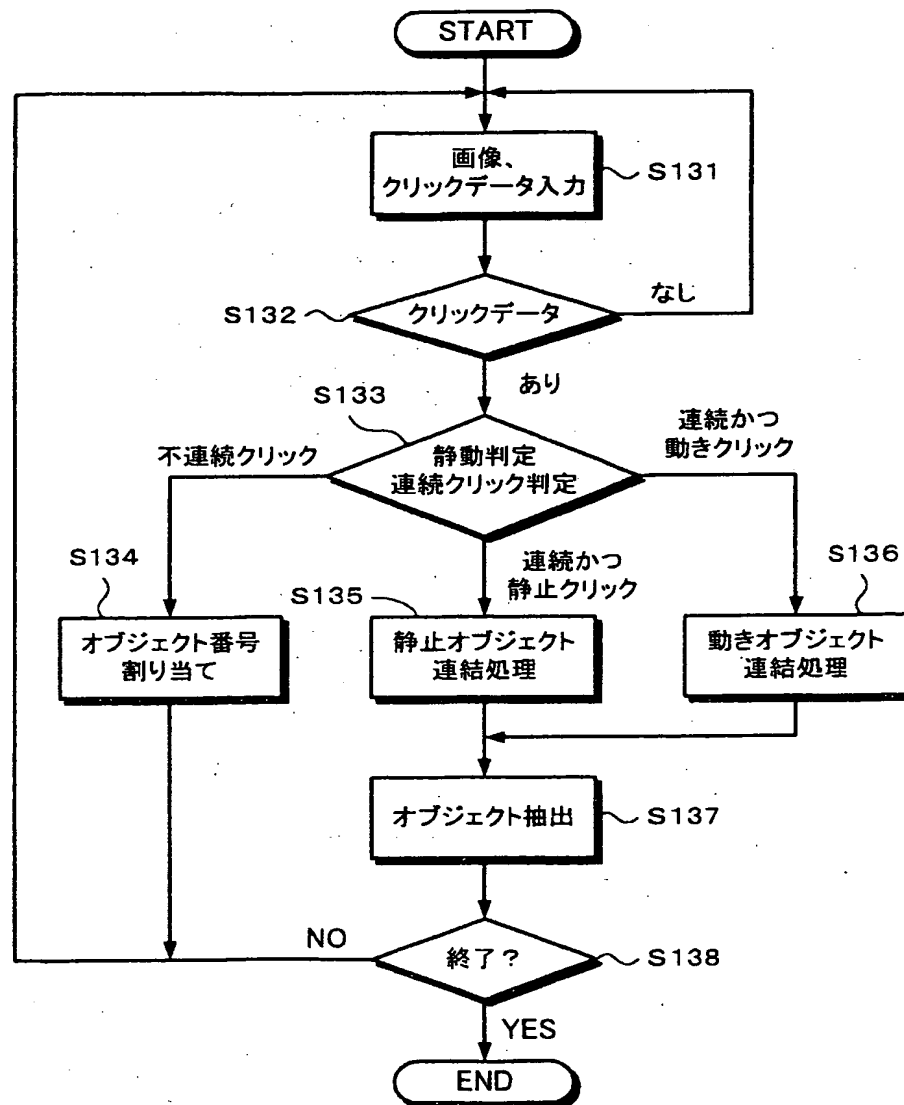 START
画像、
クリックデータ入力
S131
S132
クリックデータ
なし
あり
S133
不連続クリック
静動判定
連続クリック判定
連続かつ
動きクリック
S134
オブジェクト番号
割り当て
連続かつ
静止クリック
S135
静止オブジェクト
連結処理
S136
動きオブジェクト
連結処理
オブジェクト抽出
S137
NO
終了？
S138
YES
END